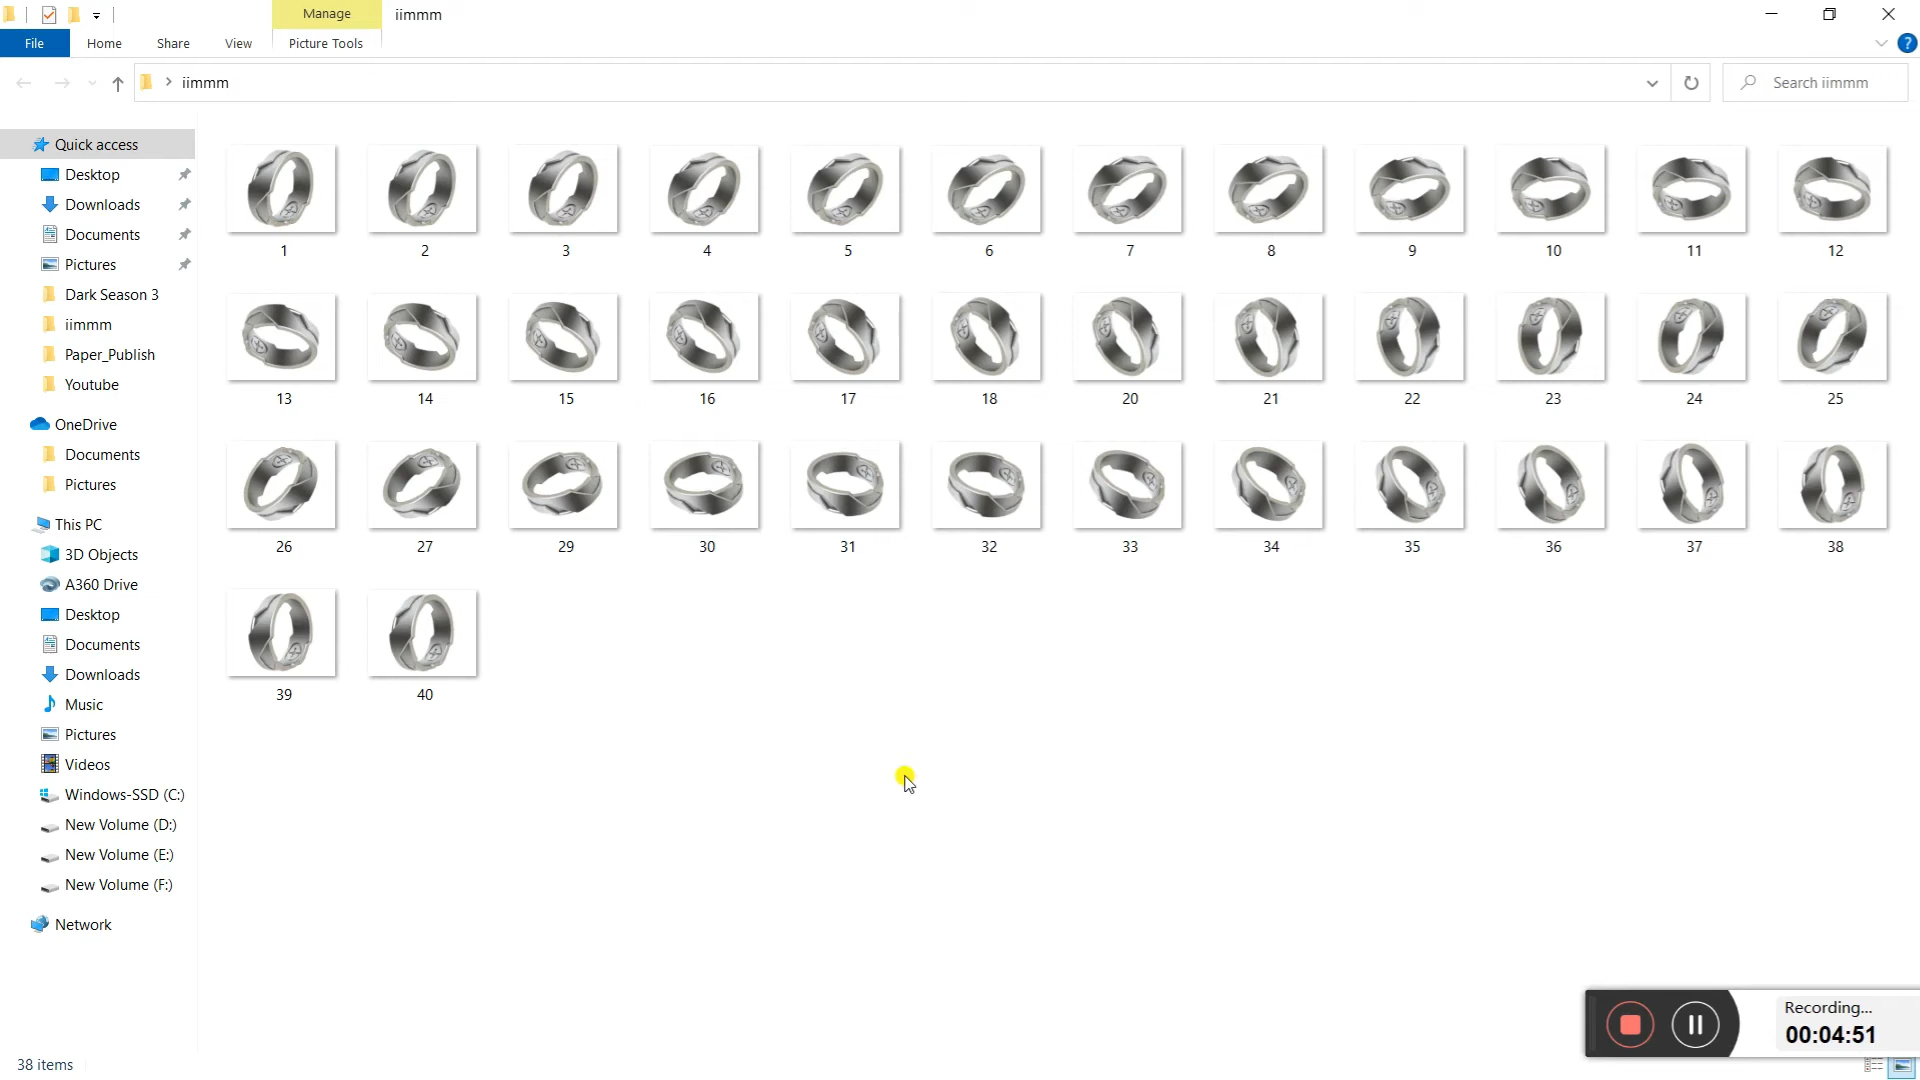 Manage
iimmm
File
Home
Share
View
Picture Tools
?
iimmm
Search iimmm
Quick access
Desktop
Downloads
Documents
Pictures
Dark Season 3
iimmm
Paper_Publish
Youtube
OneDrive
Documents
Pictures
This PC
3D Objects
A360 Drive
Desktop
Documents
Downloads
Music
Pictures
Videos
Windows-SSD (C:)
New Volume (D:)
New Volume (E:)
New Volume (F:)
Network
1 2 3 4 5 6 7 8 9 10 11 12
13 14 15 16 17 18 20 21 22 23 24 25
26 27 29 30 31 32 33 34 35 36 37 38
39 40
Recording...
00:04:51
38 items